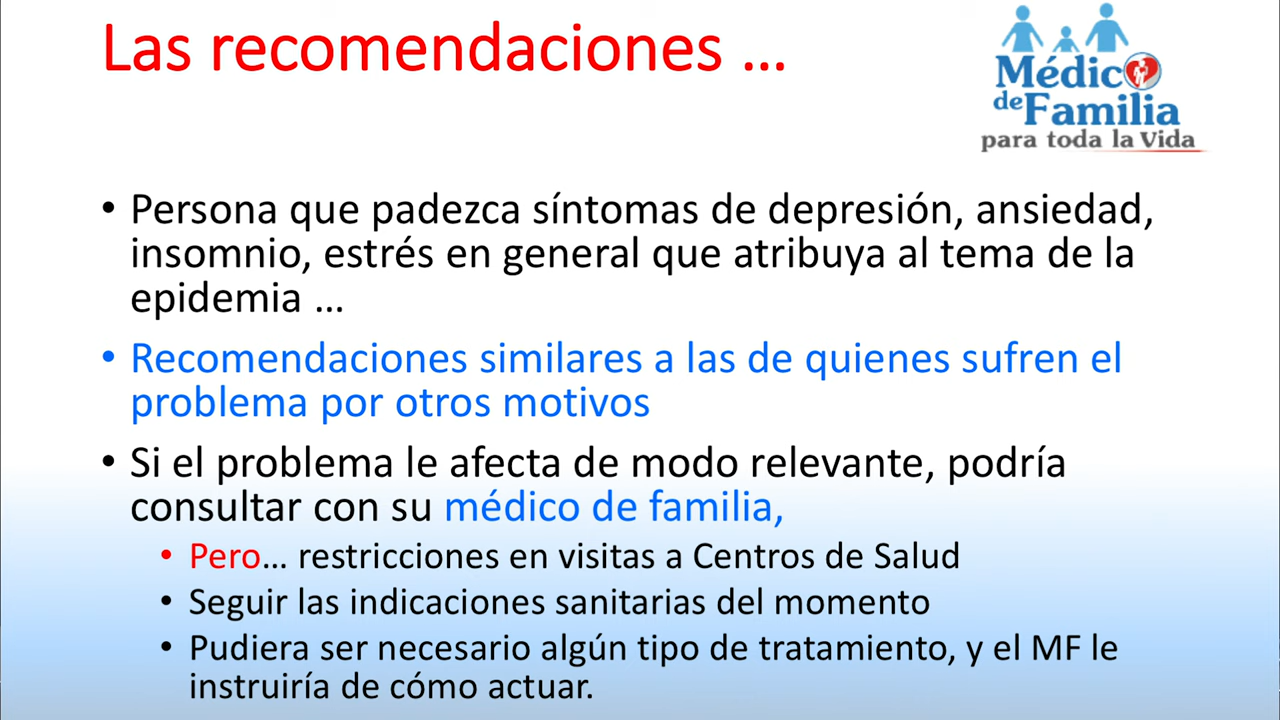 Las recomendaciones ...
Médico
de Familia
para toda la Vida
• Persona que padezca síntomas de depresión, ansiedad,
insomnio, estrés en general que atribuya al tema de la
epidemia ...
• Recomendaciones similares a las de quienes sufren el
problema por otros motivos
• Si el problema le afecta de modo relevante, podría
consultar con su médico de familia,
• Pero... restricciones en visitas a Centros de Salud
• Seguir las indicaciones sanitarias del momento
• Pudiera ser necesario algún tipo de tratamiento, y el MF le
instruiría de cómo actuar.